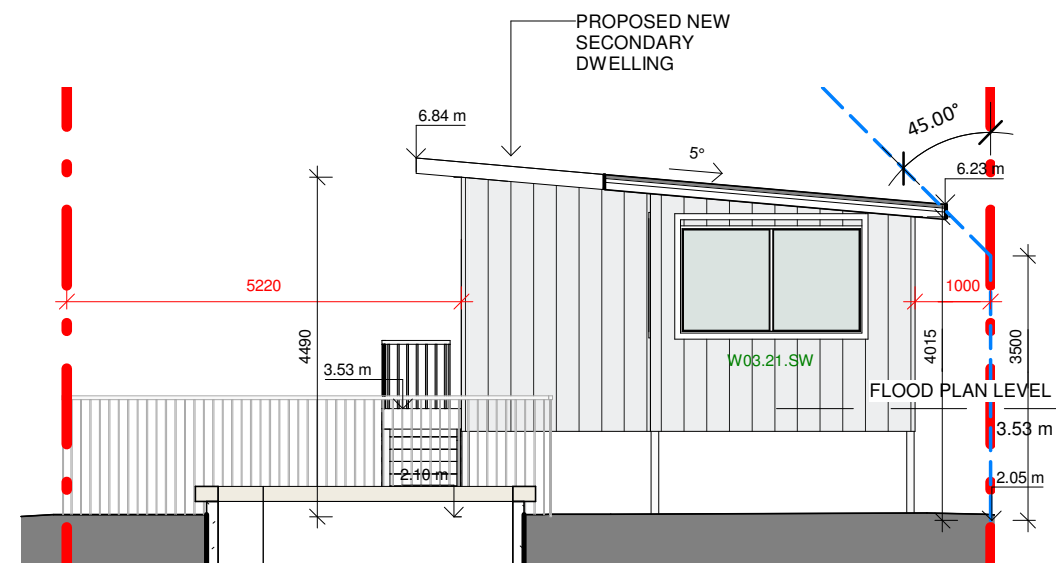 PROPOSED NEW
SECONDARY
DWELLING
6.84 m
45.00°
5°
6.23 m
5220
1000
4490
4015
3500
3.53 m
W03.21.SW
FLOOD PLAN LEVEL
3.53 m
2.10 m
2.05 m